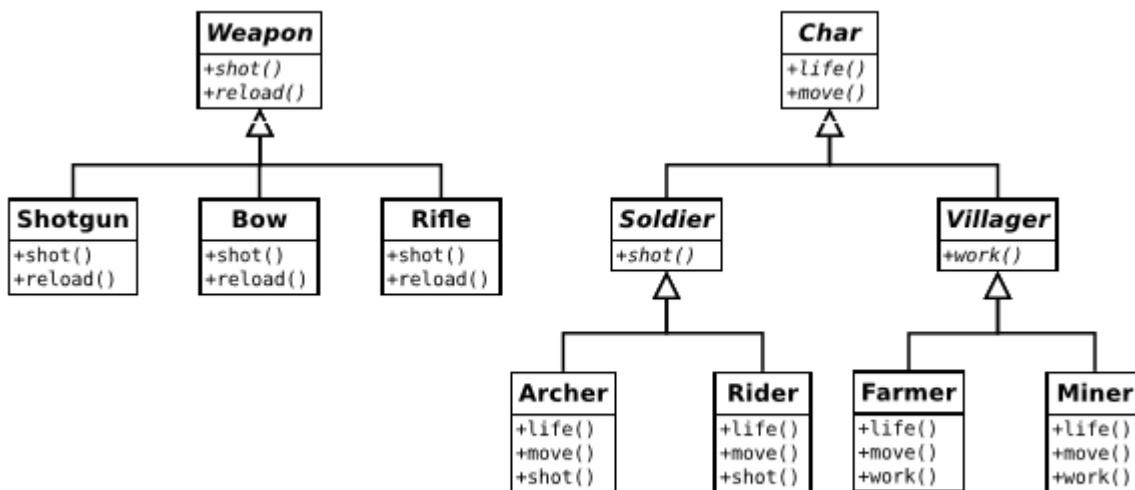 Weapon
+shot()
+reload()
Char
+life()
+move()
Shotgun
+shot()
+reload()
Bow
+shot()
+reload()
Rifle
+shot()
+reload()
Soldier
+shot()
Villager
+work()
Archer
+life()
+move()
+shot()
Rider
+life()
+move()
+shot()
Farmer
+life()
+move()
+work()
Miner
+life()
+move()
+work()